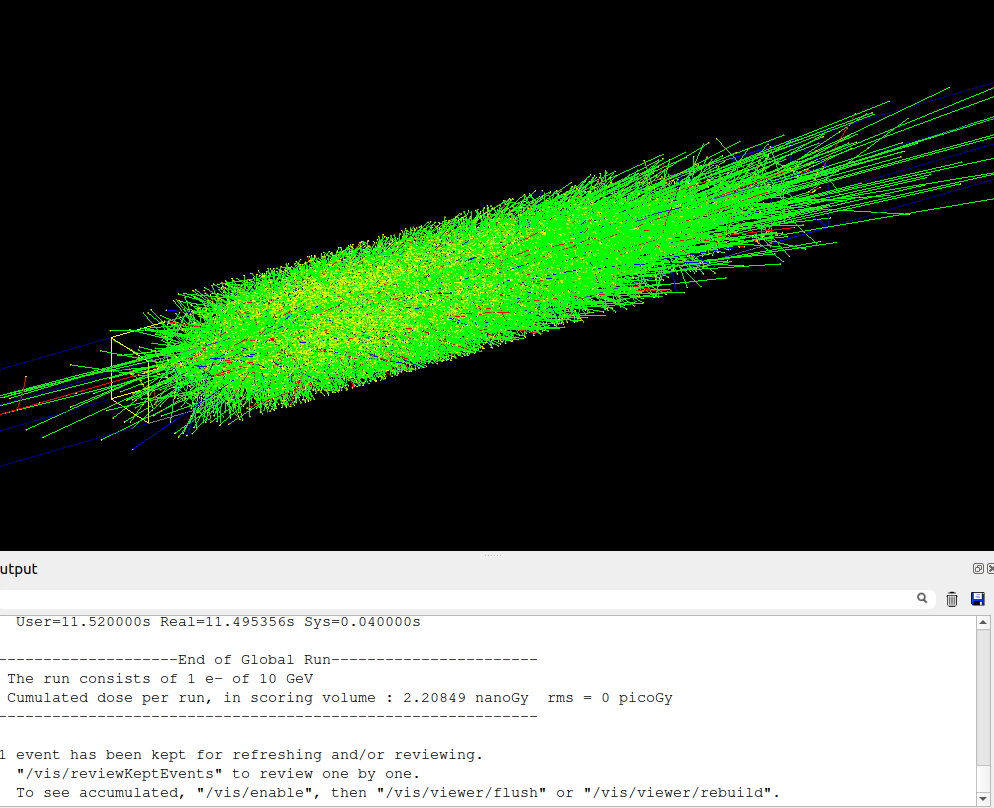 utput
User=11.520000s Real=11.495356s Sys=0.040000s
--------------------End of Global Run-----------------------
The run consists of 1 e- of 10 GeV
Cumulated dose per run, in scoring volume : 2.20849 nanoGy  rms = 0 picoGy
------------------------------------------------------------
1 event has been kept for refreshing and/or reviewing.
"/vis/reviewKeptEvents" to review one by one.
To see accumulated, "/vis/enable", then "/vis/viewer/flush" or "/vis/viewer/rebuild".